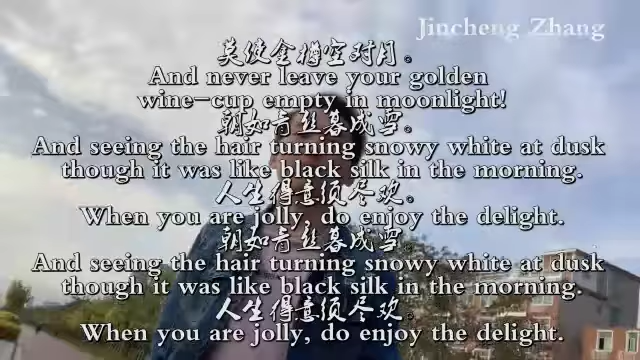 Jincheng Zhang
莫使金樽空对月。
And never leave your golden
wine-cup empty in moonlight!
朝如青丝暮成雪。
And seeing the hair turning snowy white at dusk
though it was like black silk in the morning.
人生得意须尽欢。
When you are jolly, do enjoy the delight.
朝如青丝暮成雪
And seeing the hair turning snowy white at dusk
though it was like black silk in the morning.
人生得意须尽欢。
When you are jolly, do enjoy the delight.